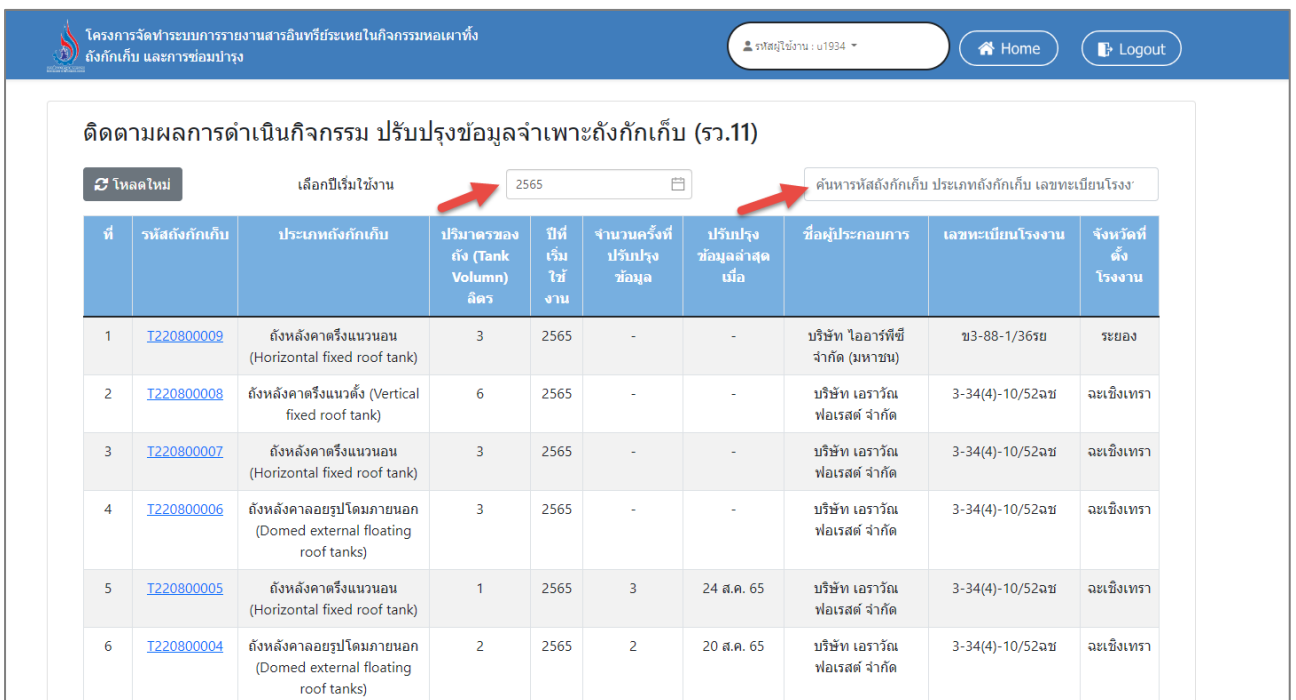 โครงการจัดทำระบบการรายงานสารอินทรีย์ระเหยในกิจกรรมหอเผาทิ้ง
ถังกักเก็บ และการซ่อมบำรุง
รหัสผู้ใช้งาน : u1934
Home
Logout
ติดตามผลการดำเนินกิจกรรม ปรับปรุงข้อมูลจำเพาะถังกักเก็บ (รว.11)
โหลดใหม่
เลือกปีเริ่มใช้งาน
2565
ค้นหารหัสถังกักเก็บ ประเภทถังกักเก็บ เลขทะเบียนโรงง
ที่ รหัสถังกักเก็บ ประเภทถังกักเก็บ ปริมาตรของ ปีที่ จำนวนครั้งที่ ปรับปรุง ชื่อผู้ประกอบการ เลขทะเบียนโรงงาน จังหวัดที่
ถัง (Tank เริ่ม ปรับปรุง ข้อมูลล่าสุด ตั้ง
Volumn) ใช้ ข้อมูล เมื่อ โรงงาน
ลิตร งาน
1 T220800009 ถังหลังคาตรึงแนวนอน 3 2565 - - บริษัท ไออาร์พีซี ข3-88-1/36รย ระยอง
(Horizontal fixed roof tank) จำกัด (มหาชน)
2 T220800008 ถังหลังคาตรึงแนวตั้ง (Vertical 6 2565 - - บริษัท เอราวัณ 3-34(4)-10/52ฉช ฉะเชิงเทรา
fixed roof tank) ฟอเรสต์ จำกัด
3 T220800007 ถังหลังคาตรึงแนวนอน 3 2565 - - บริษัท เอราวัณ 3-34(4)-10/52ฉช ฉะเชิงเทรา
(Horizontal fixed roof tank) ฟอเรสต์ จำกัด
4 T220800006 ถังหลังคาลอยรูปโดมภายนอก 3 2565 - - บริษัท เอราวัณ 3-34(4)-10/52ฉช ฉะเชิงเทรา
(Domed external floating ฟอเรสต์ จำกัด
roof tanks)
5 T220800005 ถังหลังคาตรึงแนวนอน 1 2565 3 24 ส.ค. 65 บริษัท เอราวัณ 3-34(4)-10/52ฉช ฉะเชิงเทรา
(Horizontal fixed roof tank) ฟอเรสต์ จำกัด
6 T220800004 ถังหลังคาลอยรูปโดมภายนอก 2 2565 2 20 ส.ค. 65 บริษัท เอราวัณ 3-34(4)-10/52ฉช ฉะเชิงเทรา
(Domed external floating ฟอเรสต์ จำกัด
roof tanks)